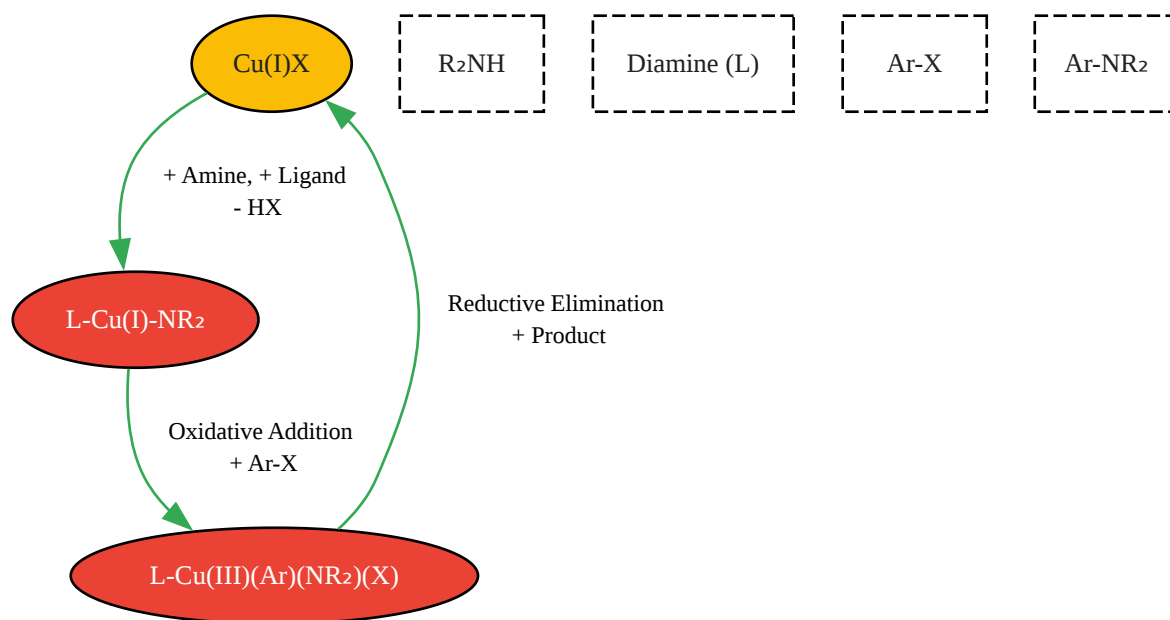 Cu(I)X
R₂NH
Diamine (L)
Ar-X
Ar-NR₂
+ Amine, + Ligand
- HX
L-Cu(I)-NR₂
Reductive Elimination
+ Product
Oxidative Addition
+ Ar-X
L-Cu(III)(Ar)(NR₂)(X)